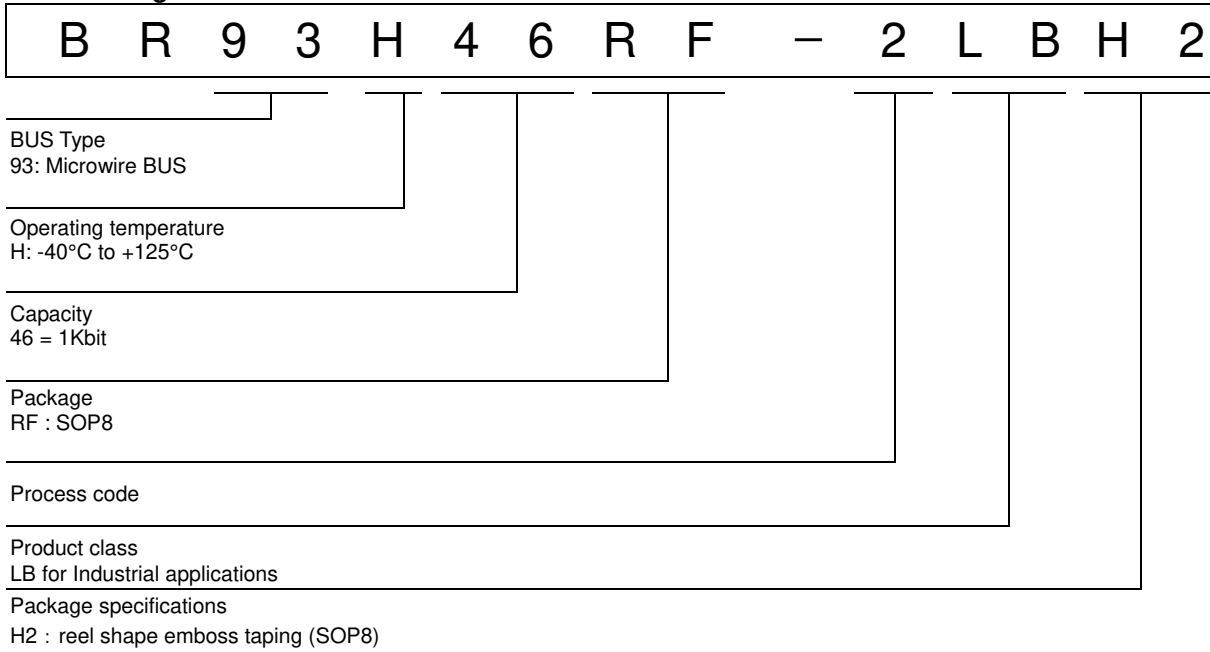 B R 9 3 H 4 6 R F － 2 L B H 2
BUS Type
93: Microwire BUS
Operating temperature
H: -40°C to +125°C
Capacity
46 = 1Kbit
Package
RF : SOP8
Process code
Product class
LB for Industrial applications
Package specifications
H2 : reel shape emboss taping (SOP8)